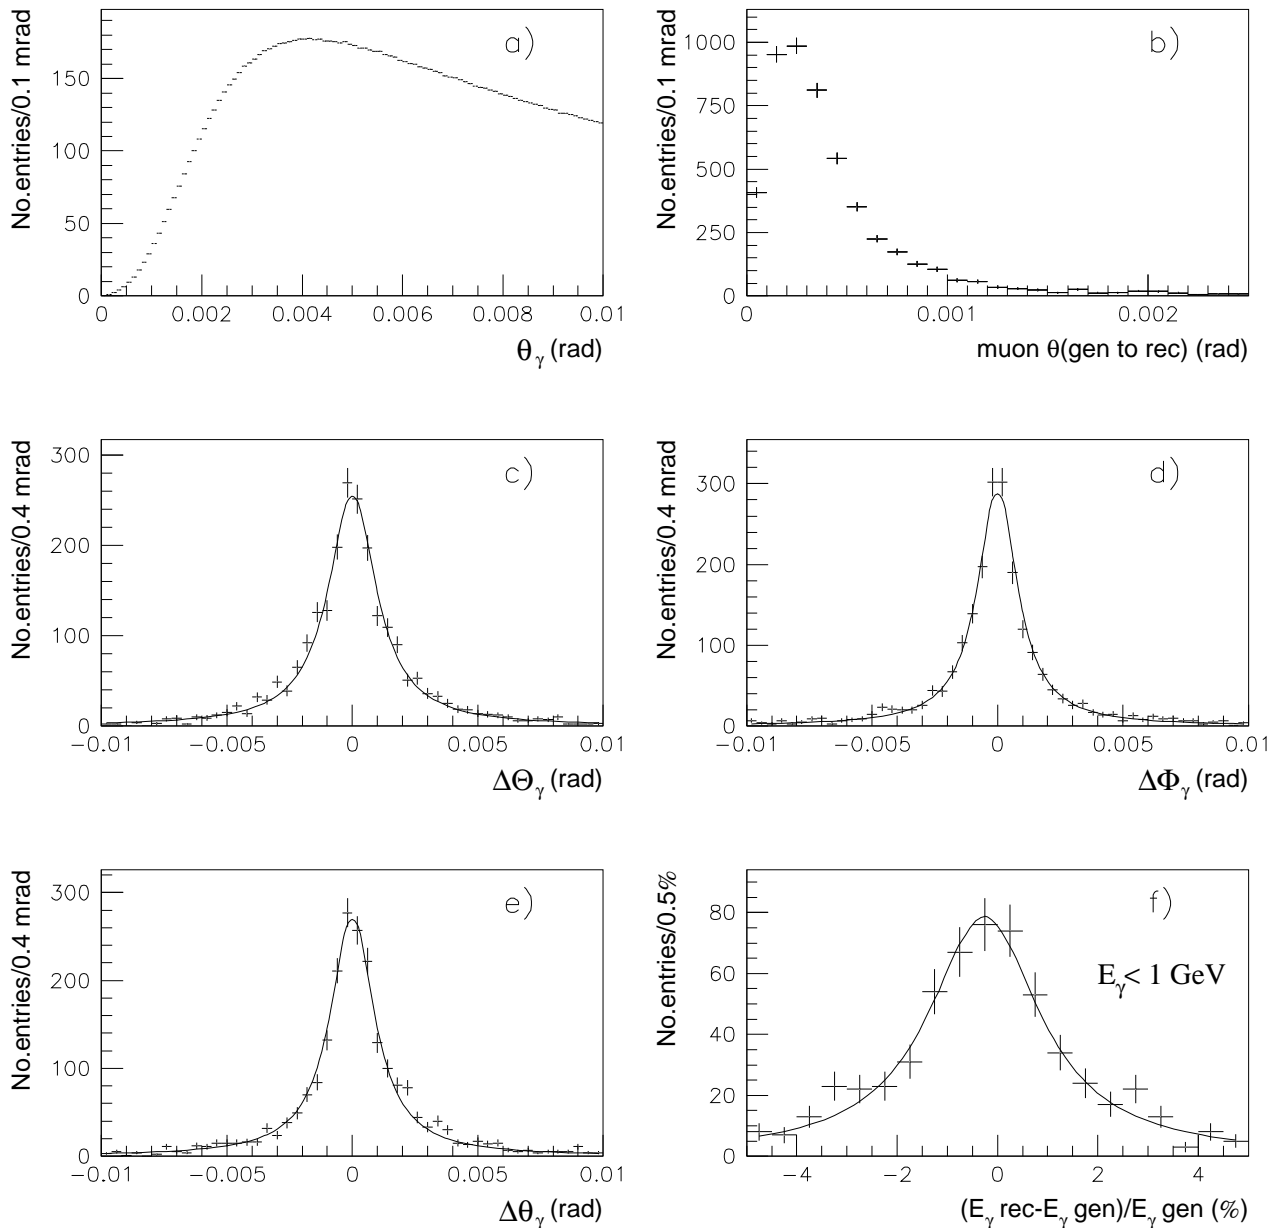 a)
No.entries/0.1 mrad
150
100
50
0
0 0.002 0.004 0.006 0.008 0.01
θγ (rad)
b)
No.entries/0.1 mrad
1000
750
500
250
0
0 0.001 0.002
muon θ(gen to rec) (rad)
c)
No.entries/0.4 mrad
300
200
100
0
−0.01 −0.005 0 0.005 0.01
ΔΘγ (rad)
d)
No.entries/0.4 mrad
300
200
100
0
−0.01 −0.005 0 0.005 0.01
ΔΦγ (rad)
e)
No.entries/0.4 mrad
300
200
100
0
−0.01 −0.005 0 0.005 0.01
Δθγ (rad)
f)
No.entries/0.5%
80
60
40
20
0
Eγ< 1 GeV
−4 −2 0 2 4
(Eγ rec-Eγ gen)/Eγ gen (%)